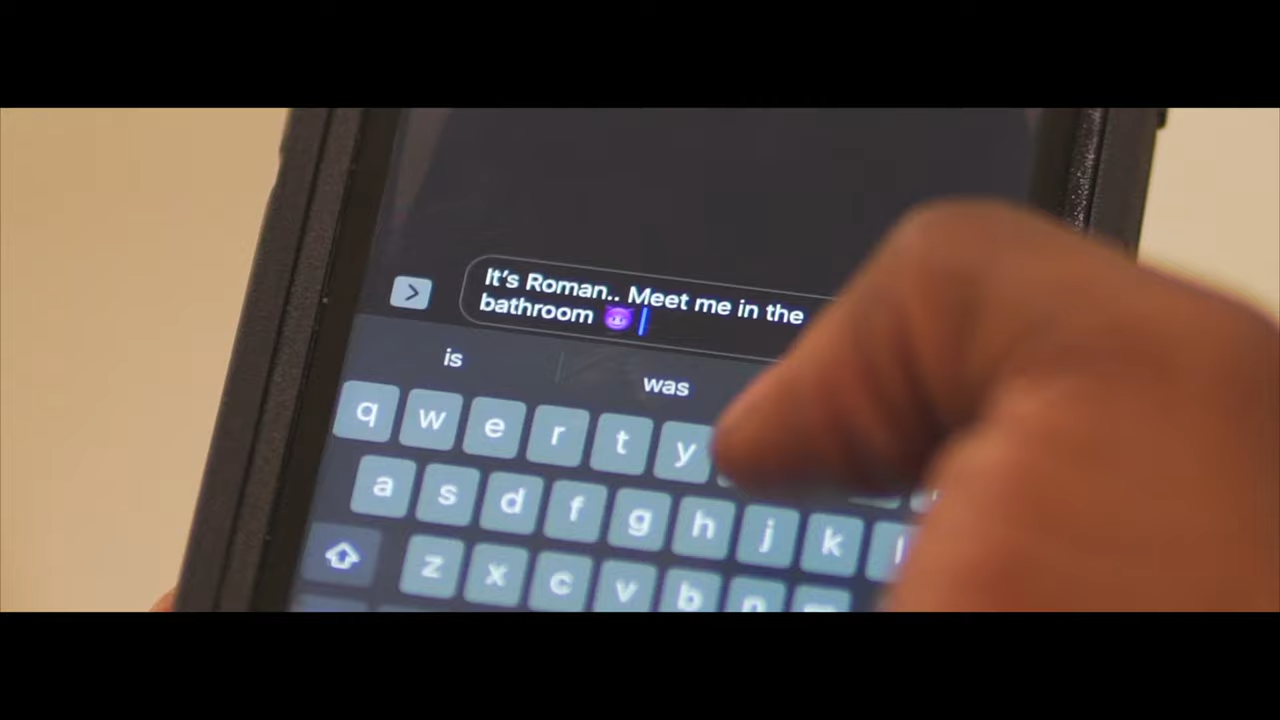 It's Roman.. Meet me in the
bathroom 😈
is
was
q w e r t y
a s d f g h j k l
z x c v b n m